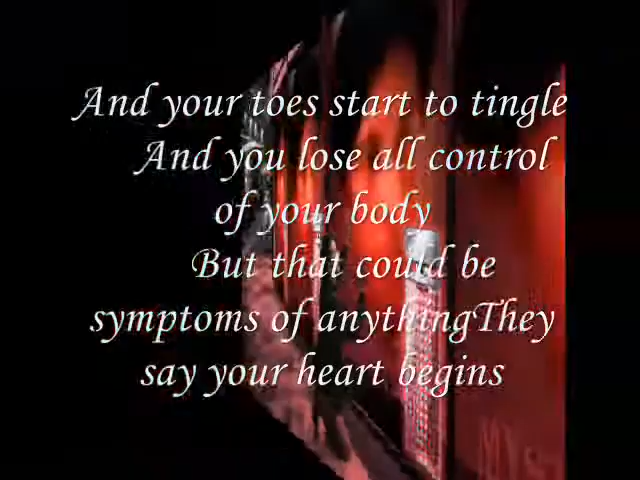 And your toes start to tingle
And you lose all control
of your body
But that could be
symptoms of anythingThey
say your heart begins